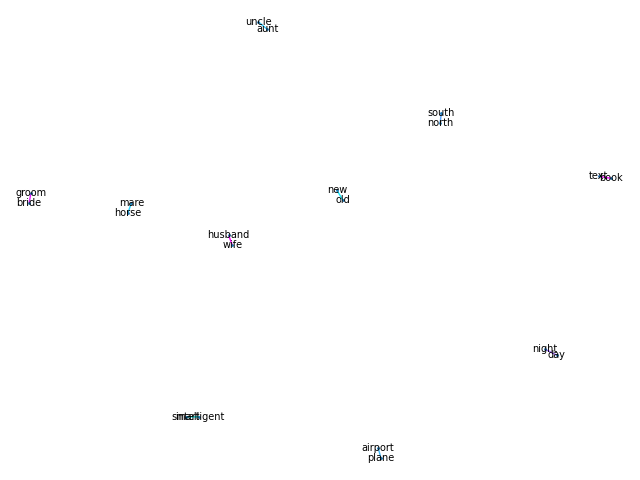 uncle
aunt
south
north
text
book
groom
bride
mare
horse
new
old
husband
wife
night
day
smart
intelligent
airport
plane